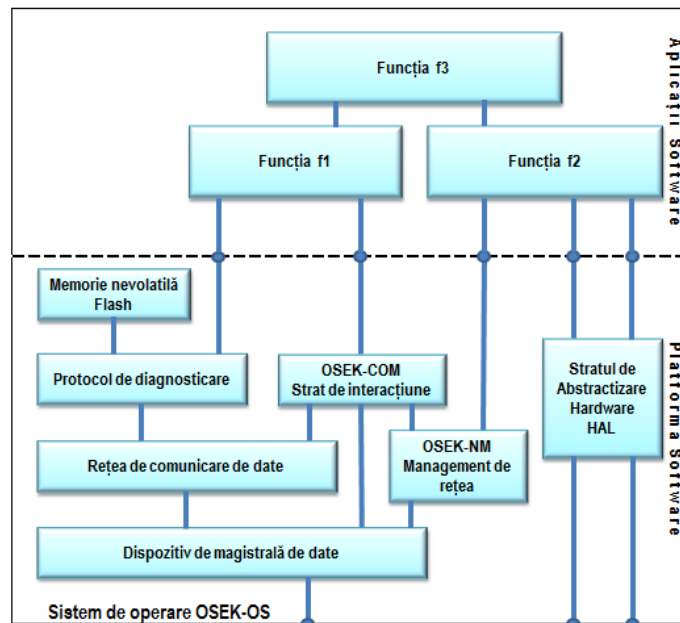 Funcția f3
Aplicații Software
Funcția f1
Funcția f2
Memorie nevolatilă
Flash
Protocol de diagnosticare
OSEK-COM
Strat de interacțiune
Stratul de
Abstractizare
Hardware
HAL
Platforma Software
Rețea de comunicare de date
OSEK-NM
Management de
rețea
Dispozitiv de magistrală de date
Sistem de operare OSEK-OS